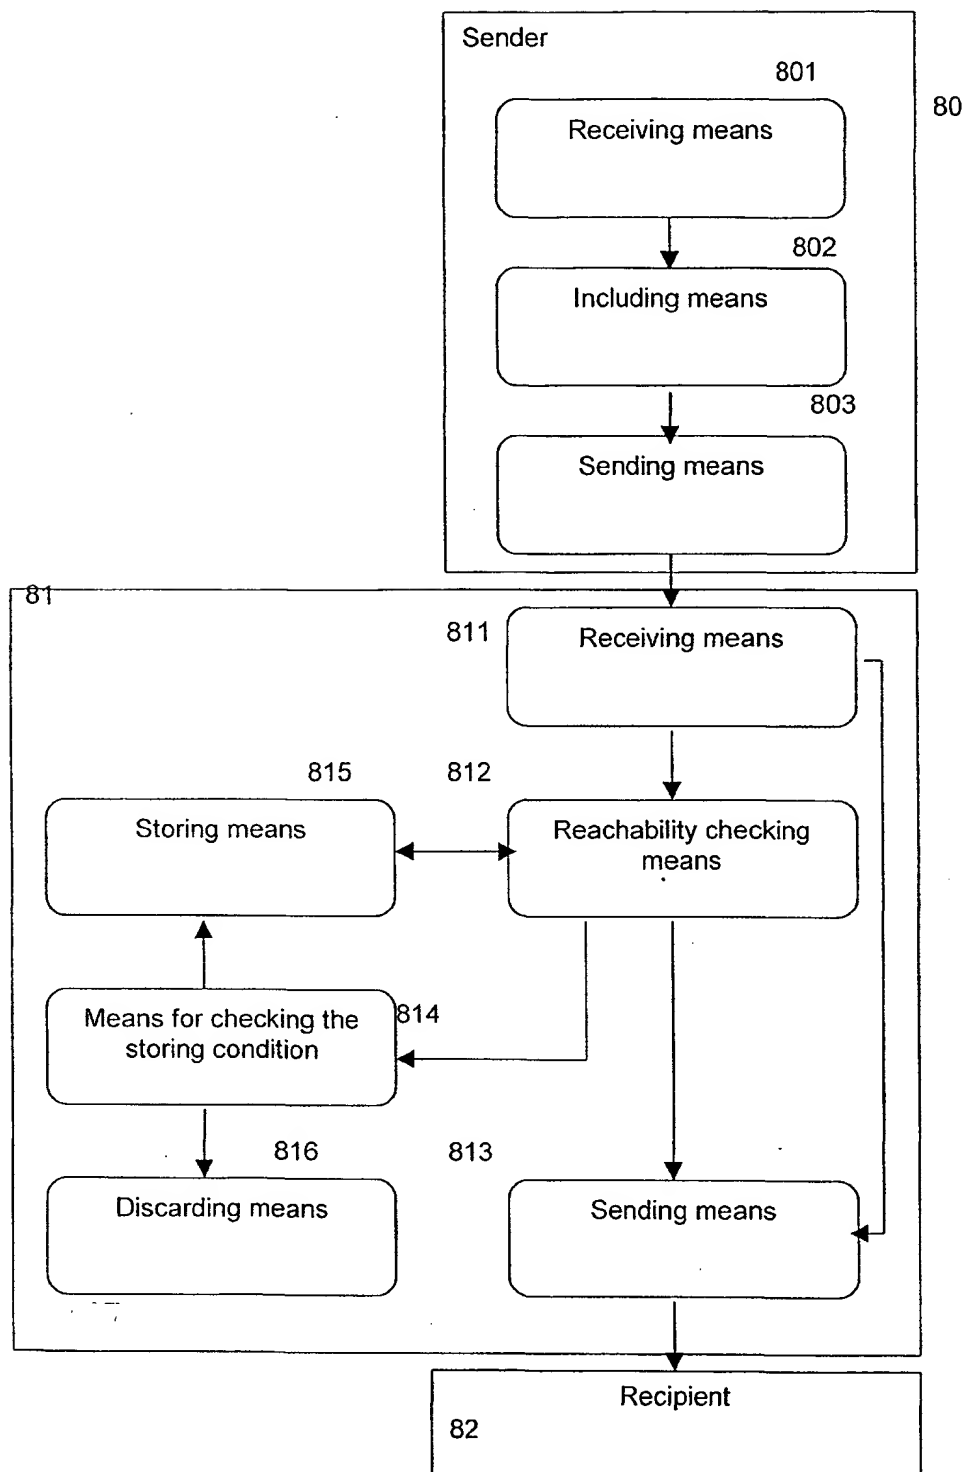 Sender
801
80
Receiving means
802
Including means
803
Sending means
81
811
Receiving means
815
812
Storing means
Reachability checking
means
Means for checking the
storing condition
814
816
813
Discarding means
Sending means
Recipient
82